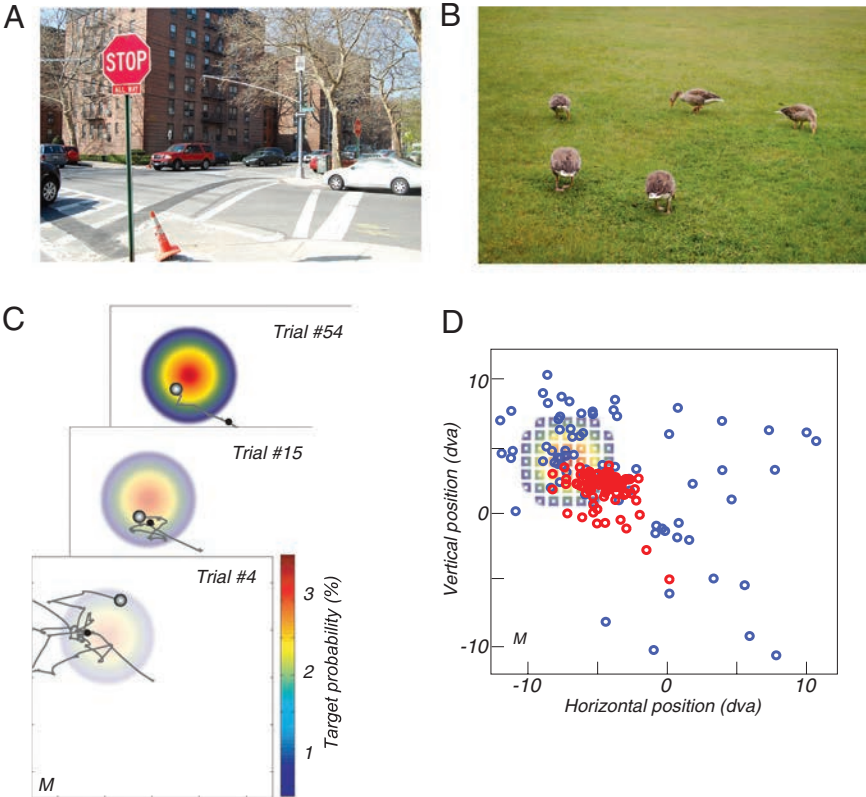 A
B
STOP
ALL WAY
C
Trial #54
Trial #15
Trial #4
3
2
1
Target probability (%)
M
D
10
0
-10
Vertical position (dva)
M
-10
0
10
Horizontal position (dva)